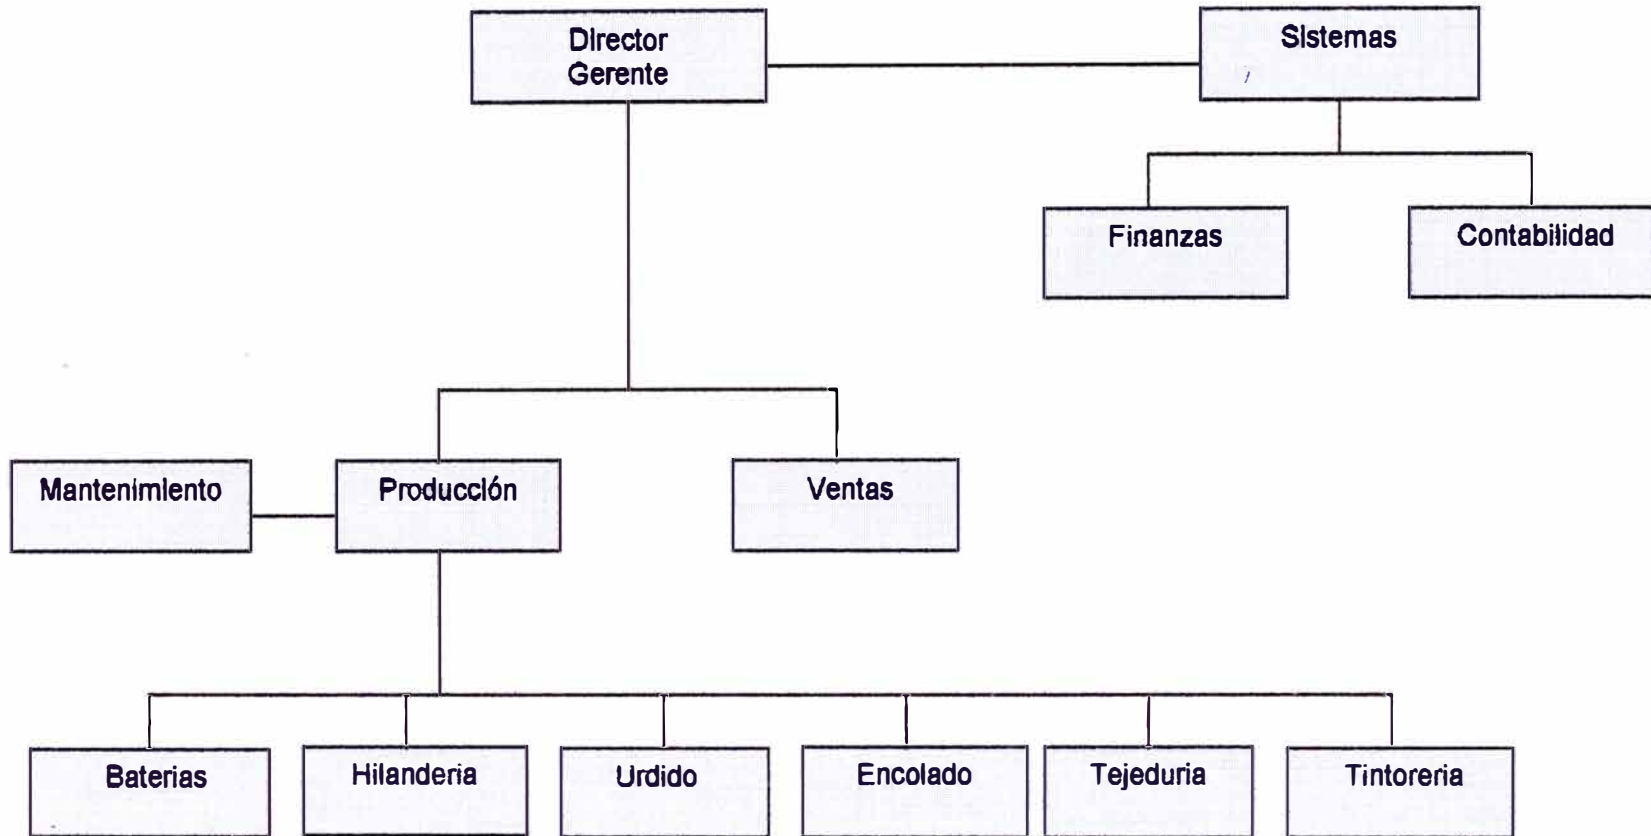 Director
Gerente
Sistemas
Finanzas
Contabilidad
Mantenimiento
Producción
Ventas
Baterias
Hilanderia
Urdido
Encolado
Tejeduria
Tintoreria